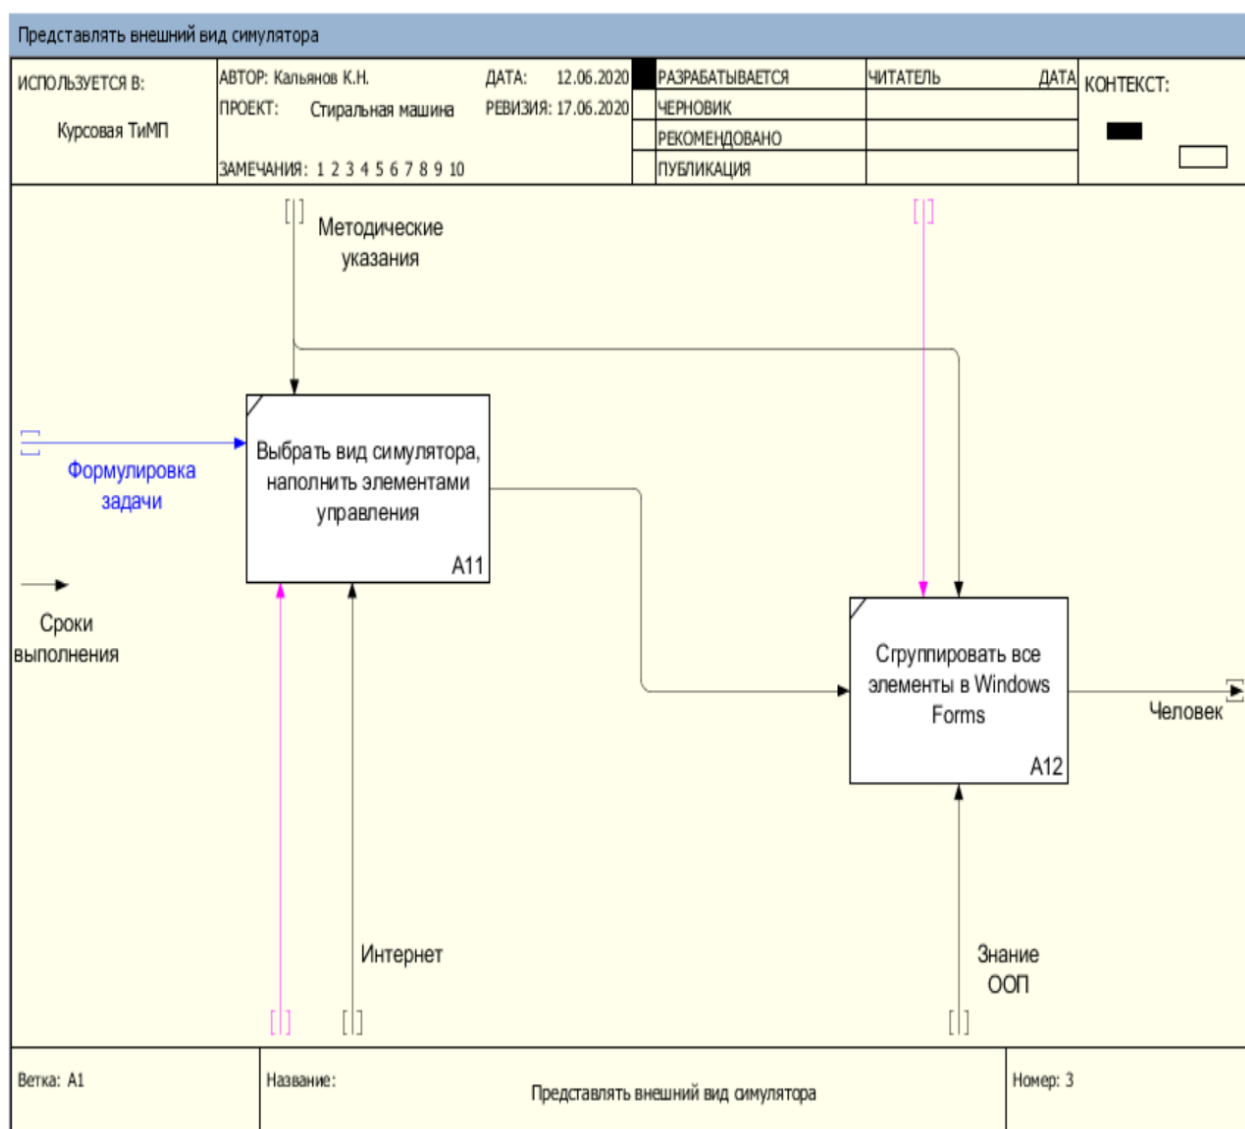 Представлять внешний вид симулятора
ИСПОЛЬЗУЕТСЯ В:
Курсовая ТиМП
АВТОР: Кальянов К.Н.
ДАТА: 12.06.2020
ПРОЕКТ: Стиральная машина
РЕВИЗИЯ: 17.06.2020
ЗАМЕЧАНИЯ: 1 2 3 4 5 6 7 8 9 10
РАЗРАБАТЫВАЕТСЯ
ЧЕРНОВИК
РЕКОМЕНДОВАНО
ПУБЛИКАЦИЯ
ЧИТАТЕЛЬ
ДАТА
КОНТЕКСТ:
Методические
указания
Формулировка
задачи
Выбрать вид симулятора,
наполнить элементами
управления
A11
Сроки
выполнения
Сгруппировать все
элементы в Windows
Forms
A12
Человек
Интернет
Знание
ООП
Ветка: A1
Название:
Представлять внешний вид симулятора
Номер: 3